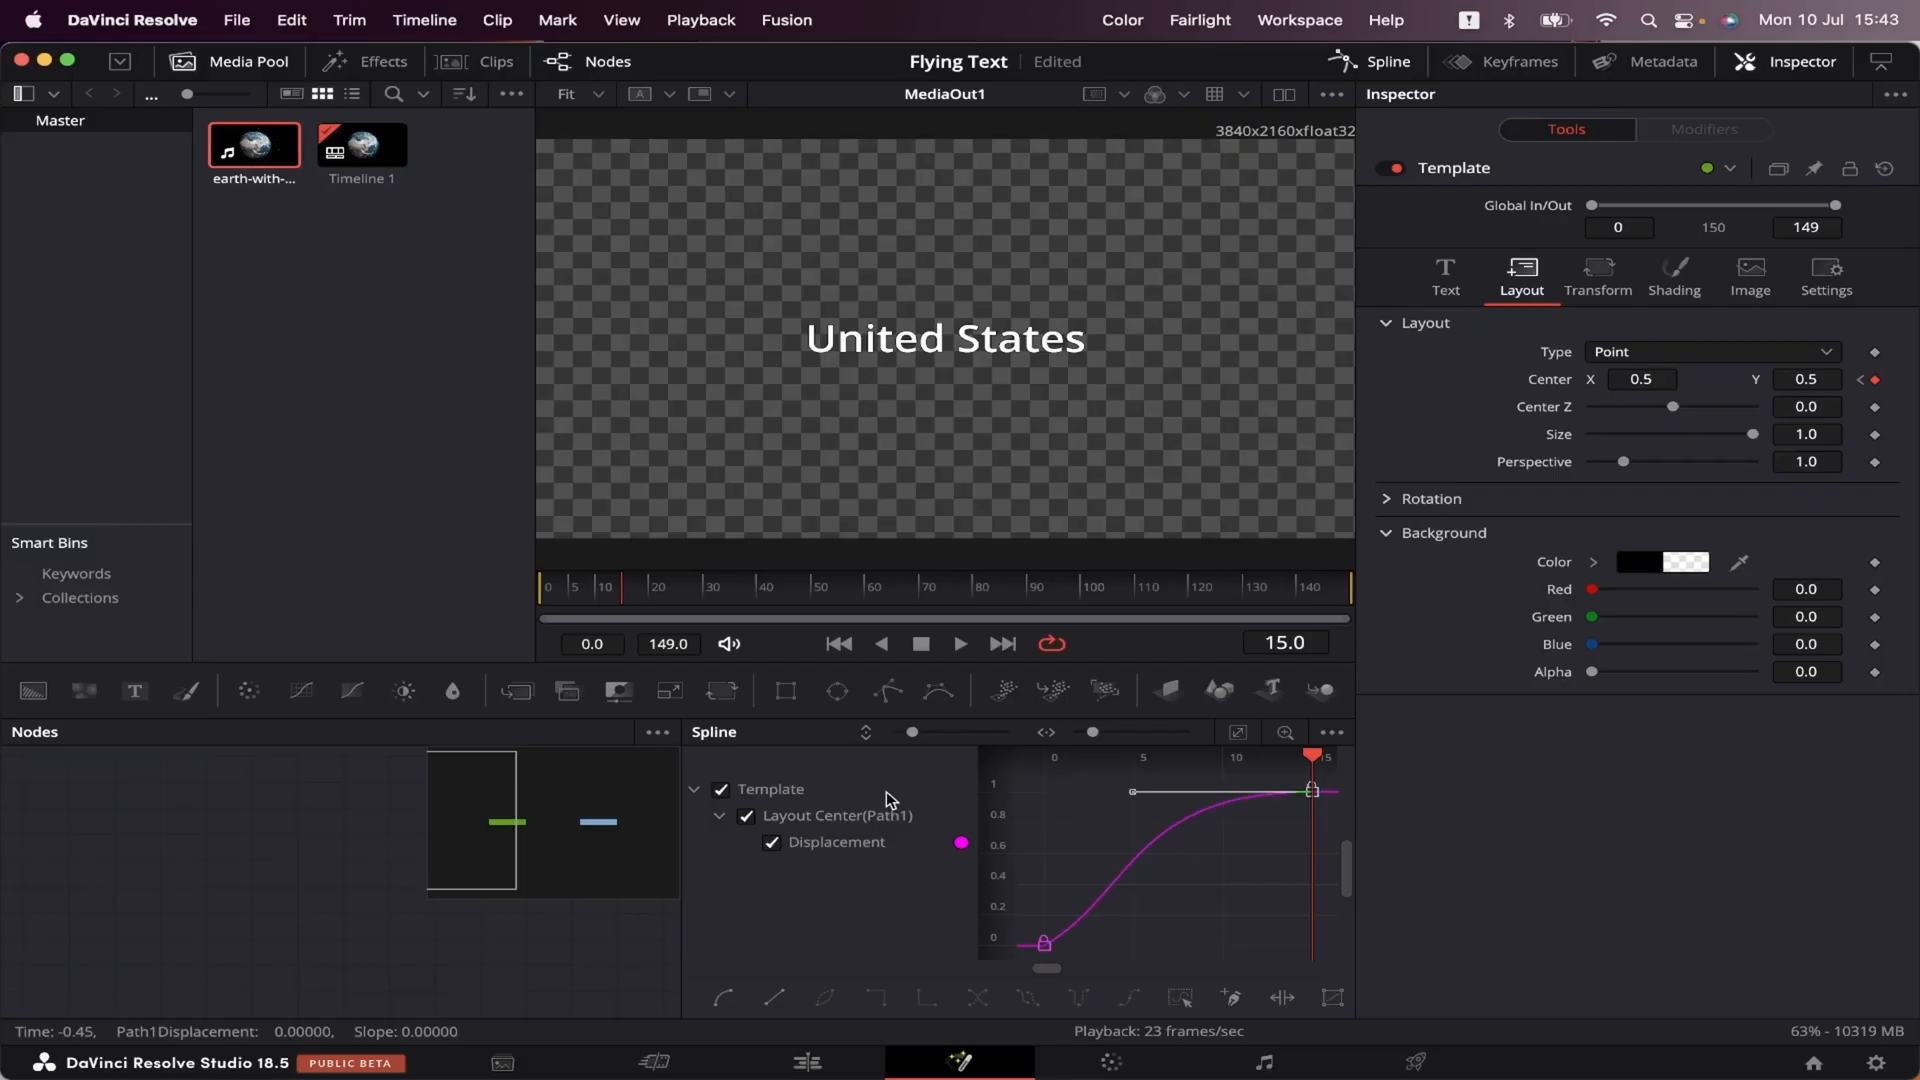 DaVinci Resolve File Edit Trim Timeline Clip Mark View Playback Fusion Color Fairlight Workspace Help Mon 10 Jul 15:43
Media Pool Effects Clips Nodes Flying Text Edited Spline Keyframes Metadata Inspector
... Fit A MediaOut1 Inspector
Master
3840x2160xfloat32
earth-with-... Timeline 1
United States
Smart Bins
Keywords
Collections
0 5 10 20 30 40 50 60 70 80 90 100 110 120 130 140
0.0 149.0 15.0
Tools Modifiers
Template
Global In/Out
0 150 149
Text Layout Transform Shading Image Settings
Layout
Type Point
Center X 0.5 Y 0.5
Center Z 0.0
Size 1.0
Perspective 1.0
Rotation
Background
Color
Red 0.0
Green 0.0
Blue 0.0
Alpha 0.0
Nodes
Spline
Template
Layout Center(Path1)
Displacement
0 5 10 15
1
0.8
0.6
0.4
0.2
0
Time: -0.45, Path1Displacement: 0.00000, Slope: 0.00000 Playback: 23 frames/sec 63% - 10319 MB
DaVinci Resolve Studio 18.5 PUBLIC BETA